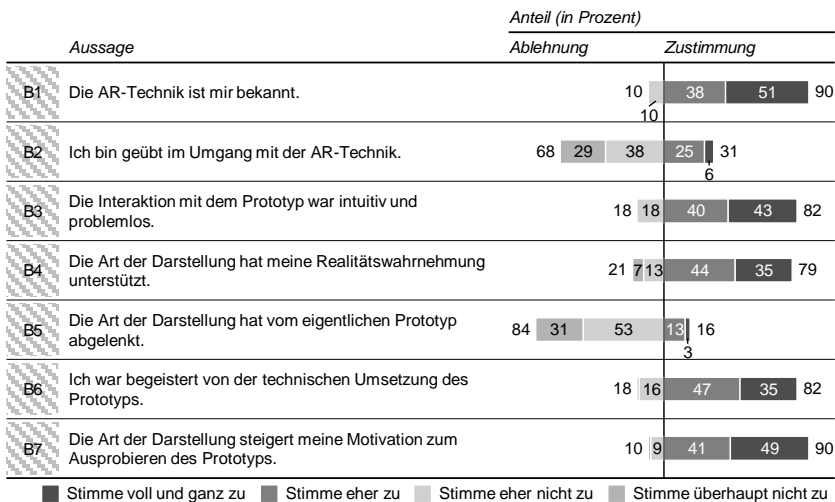 Anteil (in Prozent)
Aussage Ablehnung Zustimmung
B1 Die AR-Technik ist mir bekannt. 10 10 38 51 90
B2 Ich bin geübt im Umgang mit der AR-Technik. 68 29 38 25 6 31
B3 Die Interaktion mit dem Prototyp war intuitiv und
problemlos. 18 18 40 43 82
B4 Die Art der Darstellung hat meine Realitätswahrnehmung
unterstützt. 21 7 13 44 35 79
B5 Die Art der Darstellung hat vom eigentlichen Prototyp
abgelenkt. 84 31 53 13 3 16
B6 Ich war begeistert von der technischen Umsetzung des
Prototyps. 18 16 47 35 82
B7 Die Art der Darstellung steigert meine Motivation zum
Ausprobieren des Prototyps. 10 9 41 49 90
Stimme voll und ganz zu Stimme eher zu Stimme eher nicht zu Stimme überhaupt nicht zu